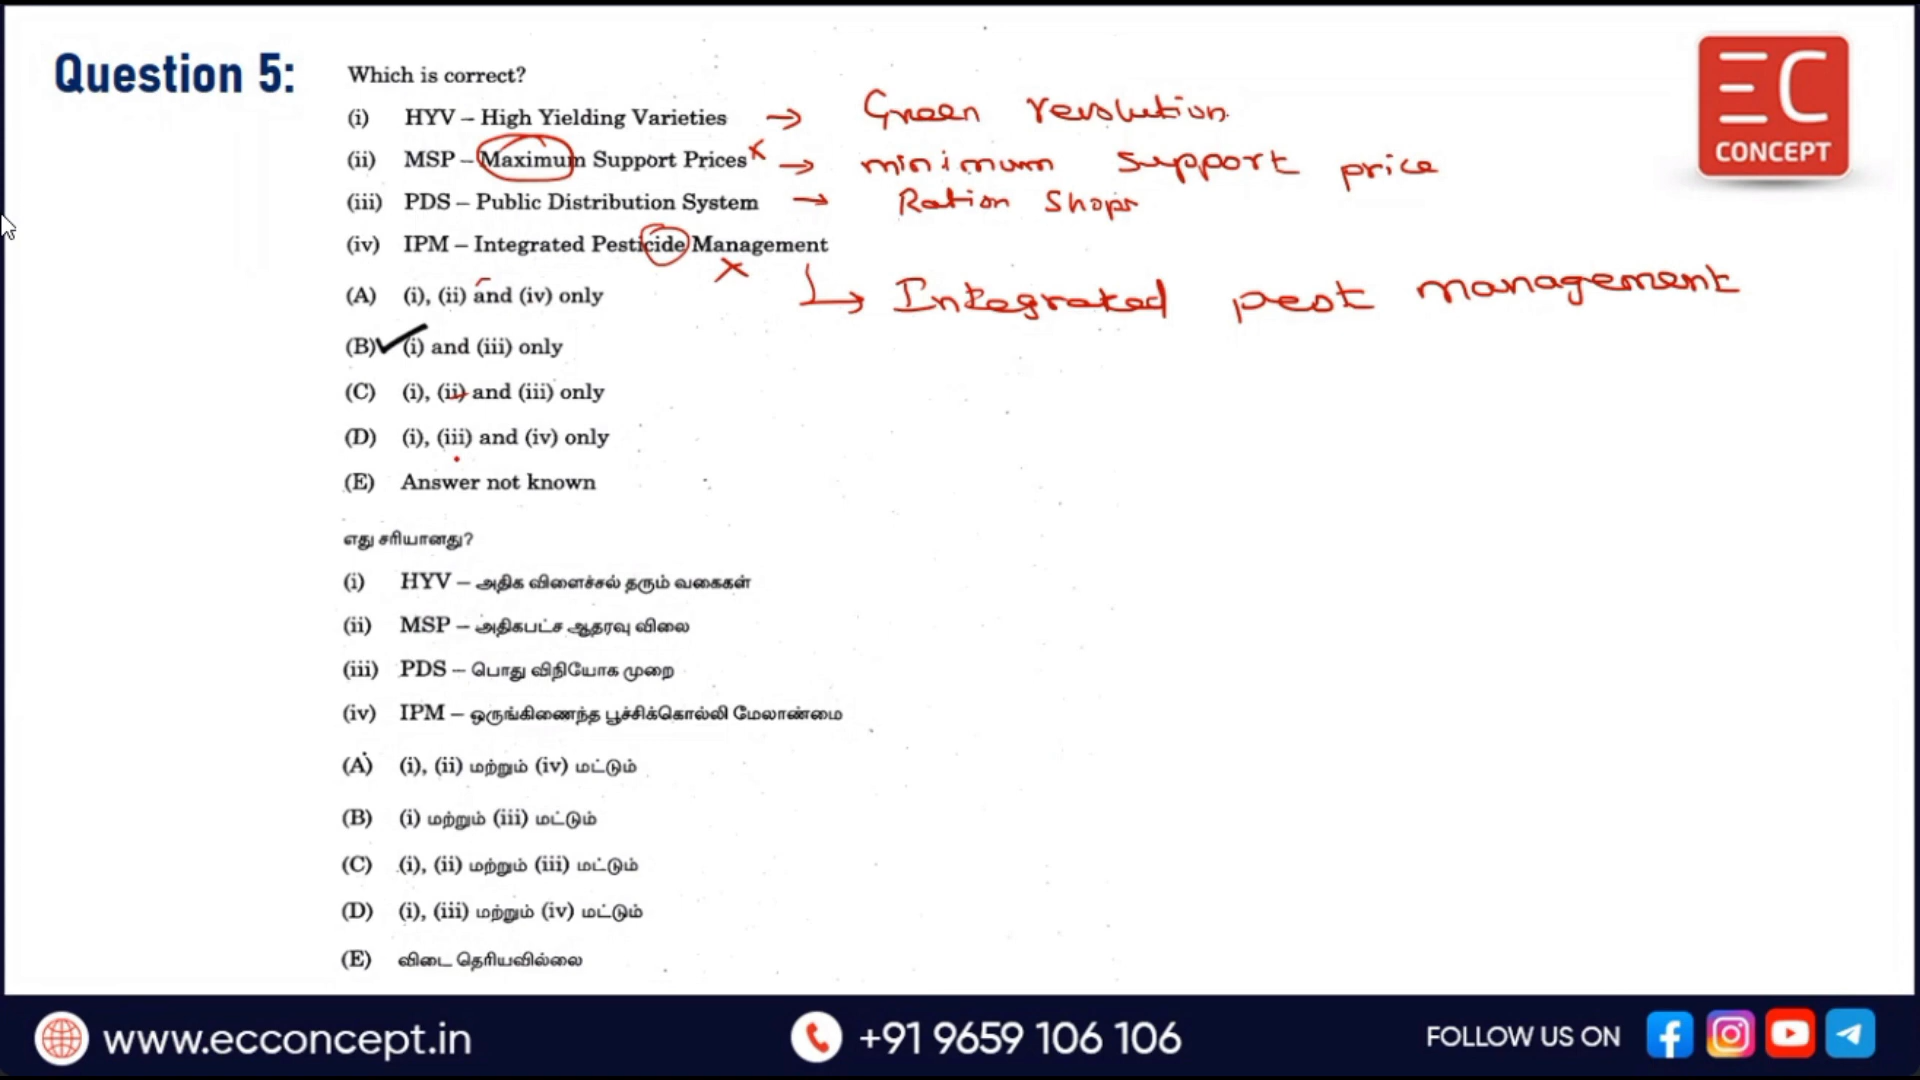 Question 5:
Which is correct?
(i) HYV – High Yielding Varieties → Green revolution
(ii) MSP – Maximum Support Prices x → minimum support price
(iii) PDS – Public Distribution System → Ration Shops
(iv) IPM – Integrated Pesticide Management x
↳ Integrated pest management
(A) (i), (ii) and (iv) only
(B) ✓ (i) and (iii) only
(C) (i), (ii) and (iii) only
(D) (i), (iii) and (iv) only
(E) Answer not known
எது சரியானது?
(i) HYV – அதிக விளைச்சல் தரும் வகைகள்
(ii) MSP – அதிகபட்ச ஆதரவு விலை
(iii) PDS – பொது விநியோக முறை
(iv) IPM – ஒருங்கிணைந்த பூச்சிக்கொல்லி மேலாண்மை
(A) (i), (ii) மற்றும் (iv) மட்டும்
(B) (i) மற்றும் (iii) மட்டும்
(C) (i), (ii) மற்றும் (iii) மட்டும்
(D) (i), (iii) மற்றும் (iv) மட்டும்
(E) விடை தெரியவில்லை
EC
CONCEPT
www.ecconcept.in
+91 9659 106 106
FOLLOW US ON